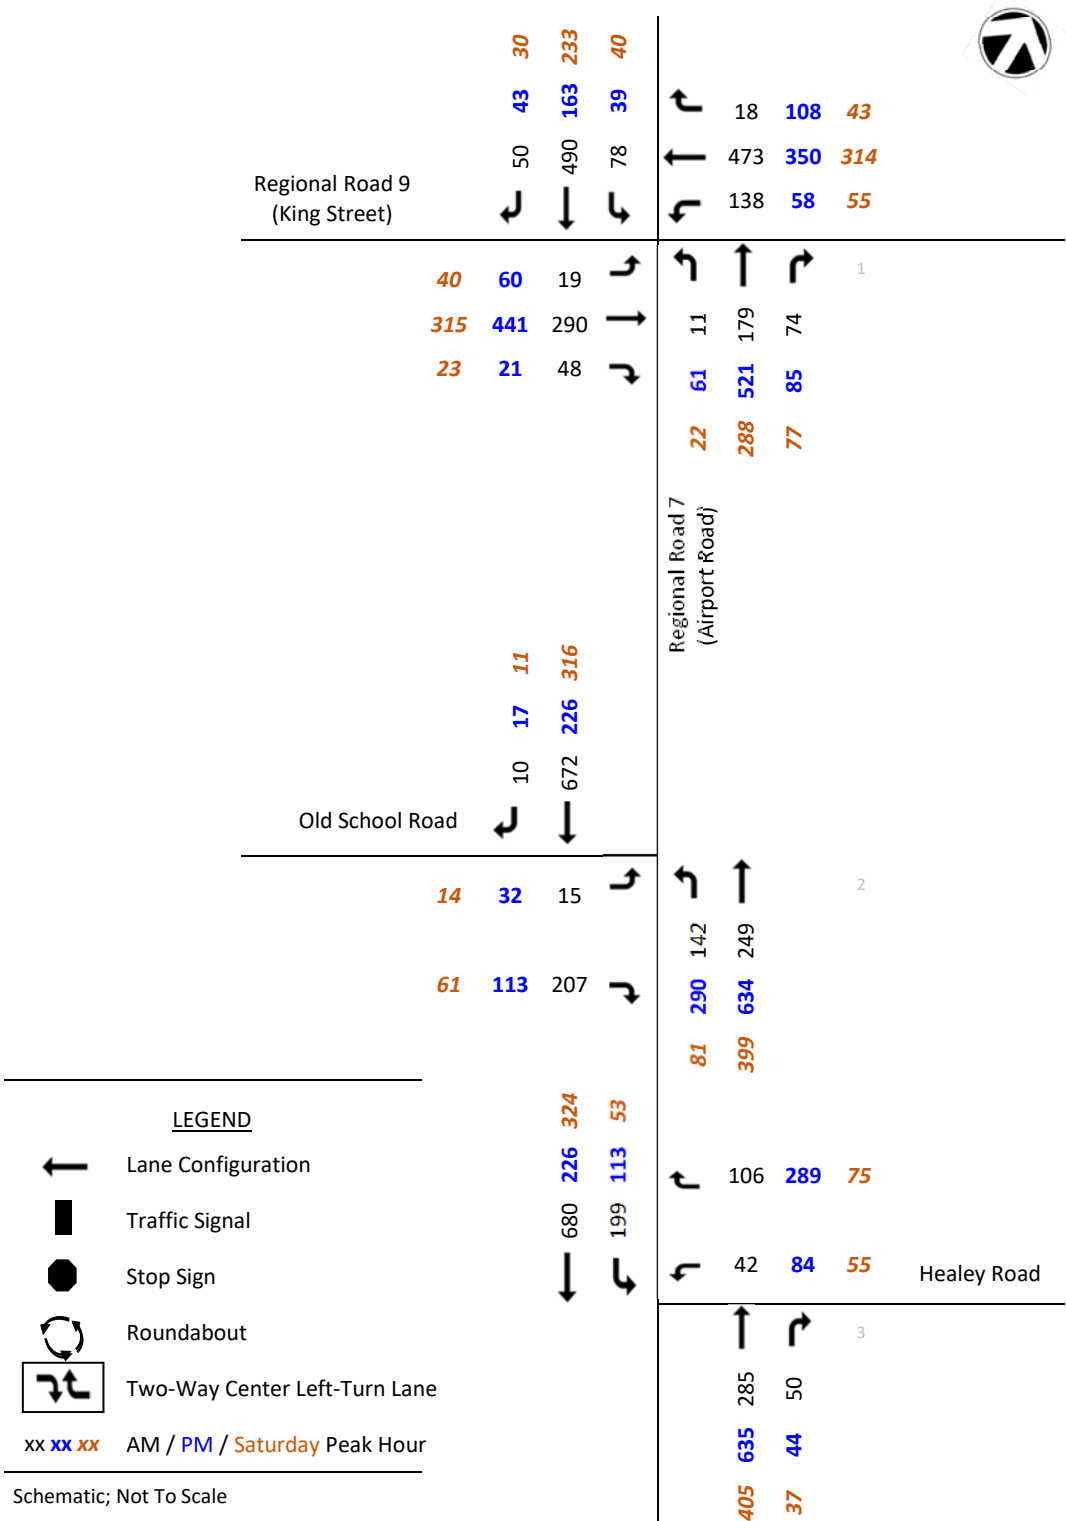 30 233 40
43 163 39
50 490 78
18 108 43
473 350 314
138 58 55
Regional Road 9
(King Street)
40 60 19
315 441 290
23 21 48
1
11 179 74
61 521 85
22 288 77
Regional Road 7
(Airport Road)
11 316
17 226
10 672
Old School Road
14 32 15
61 113 207
2
142 249
290 634
81 399
324 53
226 113
680 199
106 289 75
42 84 55
Healey Road
3
285 50
635 44
405 37
LEGEND
Lane Configuration
Traffic Signal
Stop Sign
Roundabout
Two-Way Center Left-Turn Lane
xx xx xx AM / PM / Saturday Peak Hour
Schematic; Not To Scale